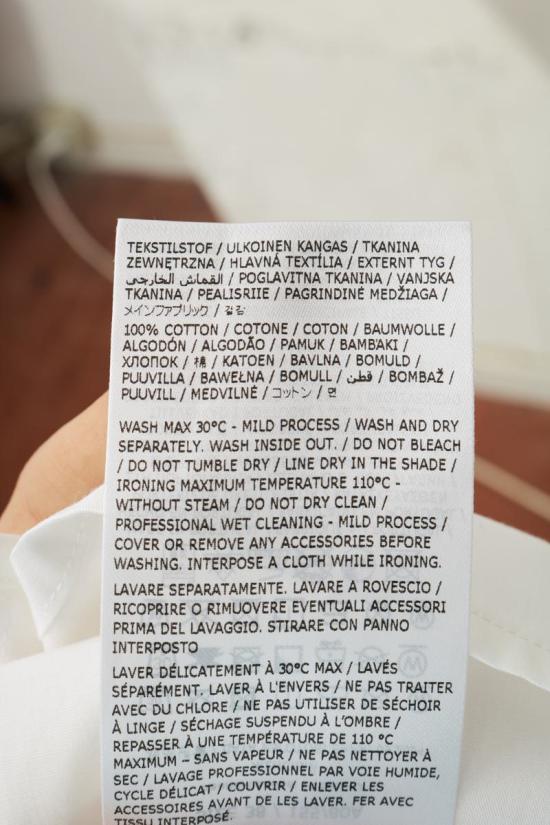 TEKSTILSTOF / ULKOINEN KANGAS / TKANINA
ZEWNĘTRZNA / HLAVNÁ TEXTÍLIA / EXTERNT TYG /
القماش الخارجي / POGLAVITNA TKANINA / VANJSKA
TKANINA / PEALISRIIE / PAGRINDINĖ MEDŽIAGA /
メインファブリック / 겉감
100% COTTON / COTONE / COTON / BAUMWOLLE /
ALGODÓN / ALGODÃO / PAMUK / BAMBAKI /
ХЛОПОК / 棉 / KATOEN / BAVLNA / BOMULD /
PUUVILLA / BAWEŁNA / BOMULL / قطن / BOMBAŽ /
PUUVILL / MEDVILNĖ / コットン / 면
WASH MAX 30°C - MILD PROCESS / WASH AND DRY
SEPARATELY. WASH INSIDE OUT. / DO NOT BLEACH
/ DO NOT TUMBLE DRY / LINE DRY IN THE SHADE /
IRONING MAXIMUM TEMPERATURE 110°C -
WITHOUT STEAM / DO NOT DRY CLEAN /
PROFESSIONAL WET CLEANING - MILD PROCESS /
COVER OR REMOVE ANY ACCESSORIES BEFORE
WASHING. INTERPOSE A CLOTH WHILE IRONING.
LAVARE SEPARATAMENTE. LAVARE A ROVESCIO /
RICOPRIRE O RIMUOVERE EVENTUALI ACCESSORI
PRIMA DEL LAVAGGIO. STIRARE CON PANNO
INTERPOSTO
LAVER DÉLICATEMENT À 30°C MAX / LAVÉS
SÉPARÉMENT. LAVER À L'ENVERS / NE PAS TRAITER
AVEC DU CHLORE / NE PAS UTILISER DE SÉCHOIR
À LINGE / SÉCHAGE SUSPENDU À L'OMBRE /
REPASSER À UNE TEMPÉRATURE DE 110 °C
MAXIMUM – SANS VAPEUR / NE PAS NETTOYER À
SEC / LAVAGE PROFESSIONNEL PAR VOIE HUMIDE,
CYCLE DÉLICAT / COUVRIR / ENLEVER LES
ACCESSOIRES AVANT DE LES LAVER. FER AVEC
TISSU INTERPOSÉ.